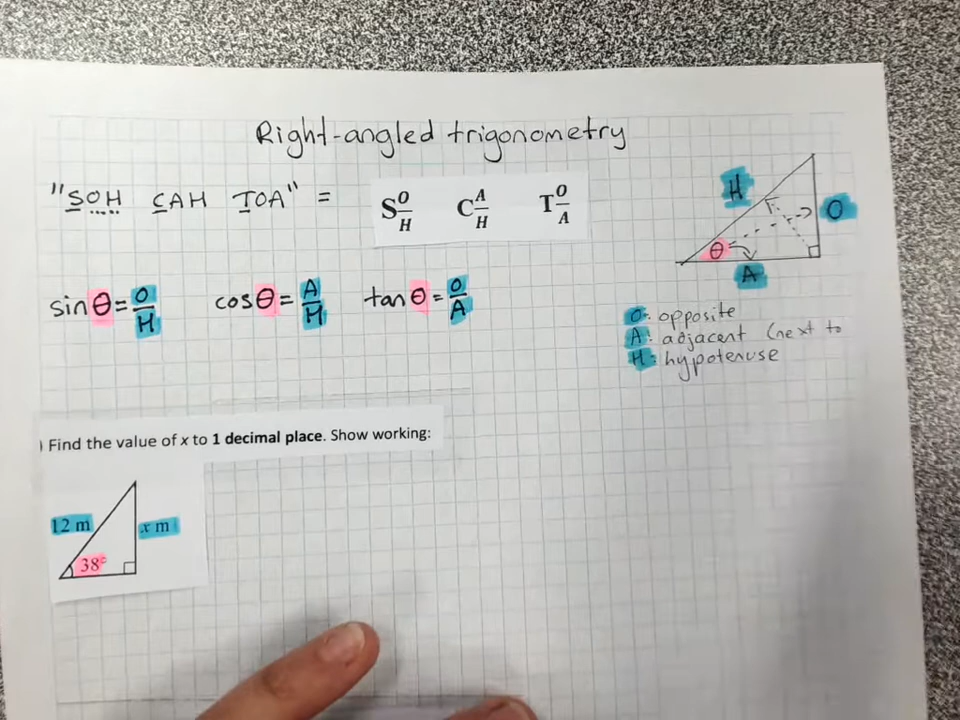 Right-angled trigonometry
"SOH CAH TOA" = S O/H C A/H T O/A
H
O
θ
A
sinθ = O/H cosθ = A/H tanθ = O/A
O: opposite
A: adjacent (next to
H: hypotenuse
) Find the value of x to 1 decimal place. Show working:
12 m
x m
38°